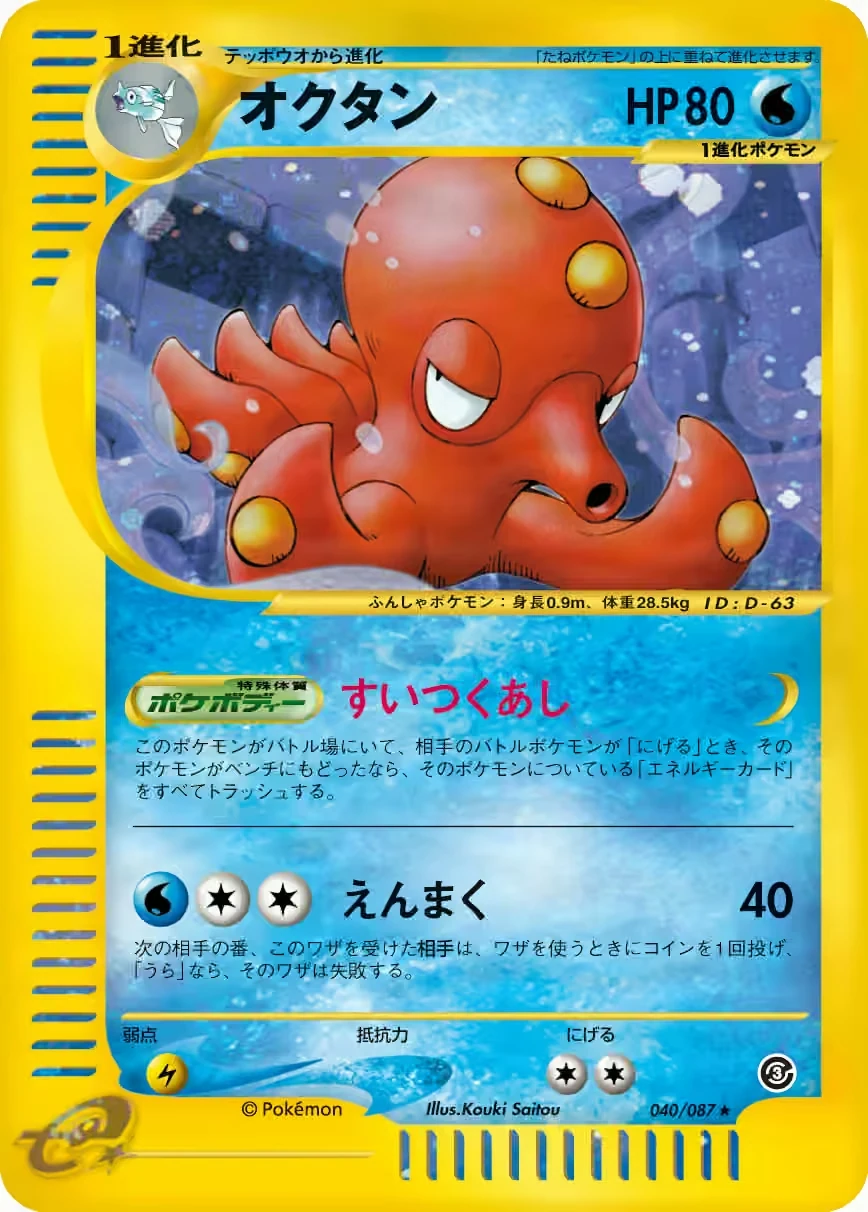 1進化
テッポウオから進化
「たねポケモン」の上に重ねて進化させます。
オクタン
HP80
1進化ポケモン
ふんしゃポケモン：身長0.9m、体重28.5kg ID:D-63
特殊体質
ポケボディー
すいつくあし
このポケモンがバトル場にいて、相手のバトルポケモンが「にげる」とき、その
ポケモンがベンチにもどったなら、そのポケモンについている「エネルギーカード」
をすべてトラッシュする。
えんまく
40
次の相手の番、このワザを受けた相手は、ワザを使うときにコインを1回投げ、
「うら」なら、そのワザは失敗する。
弱点
抵抗力
にげる
3
© Pokémon
Illus.Kouki Saitou
040/087★